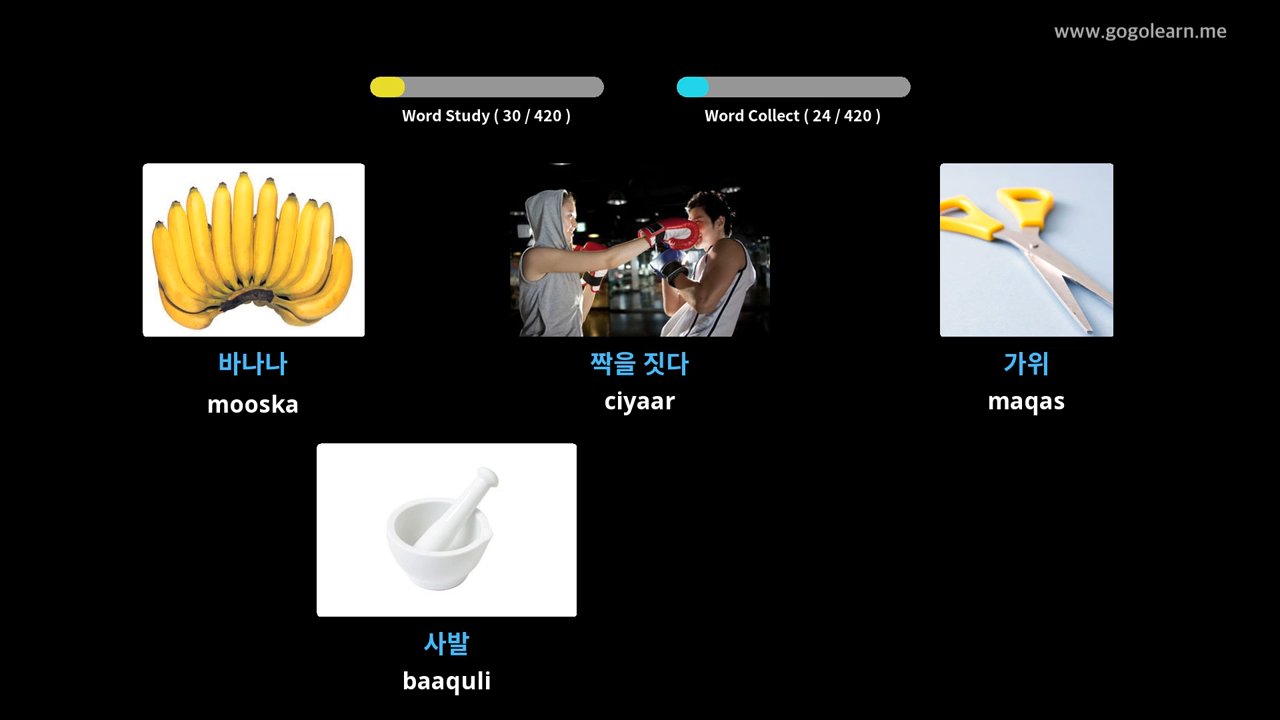 www.gogolearn.me
Word Study ( 30 / 420 )
Word Collect ( 24 / 420 )
바나나
mooska
짝을 짓다
ciyaar
가위
maqas
사발
baaquli